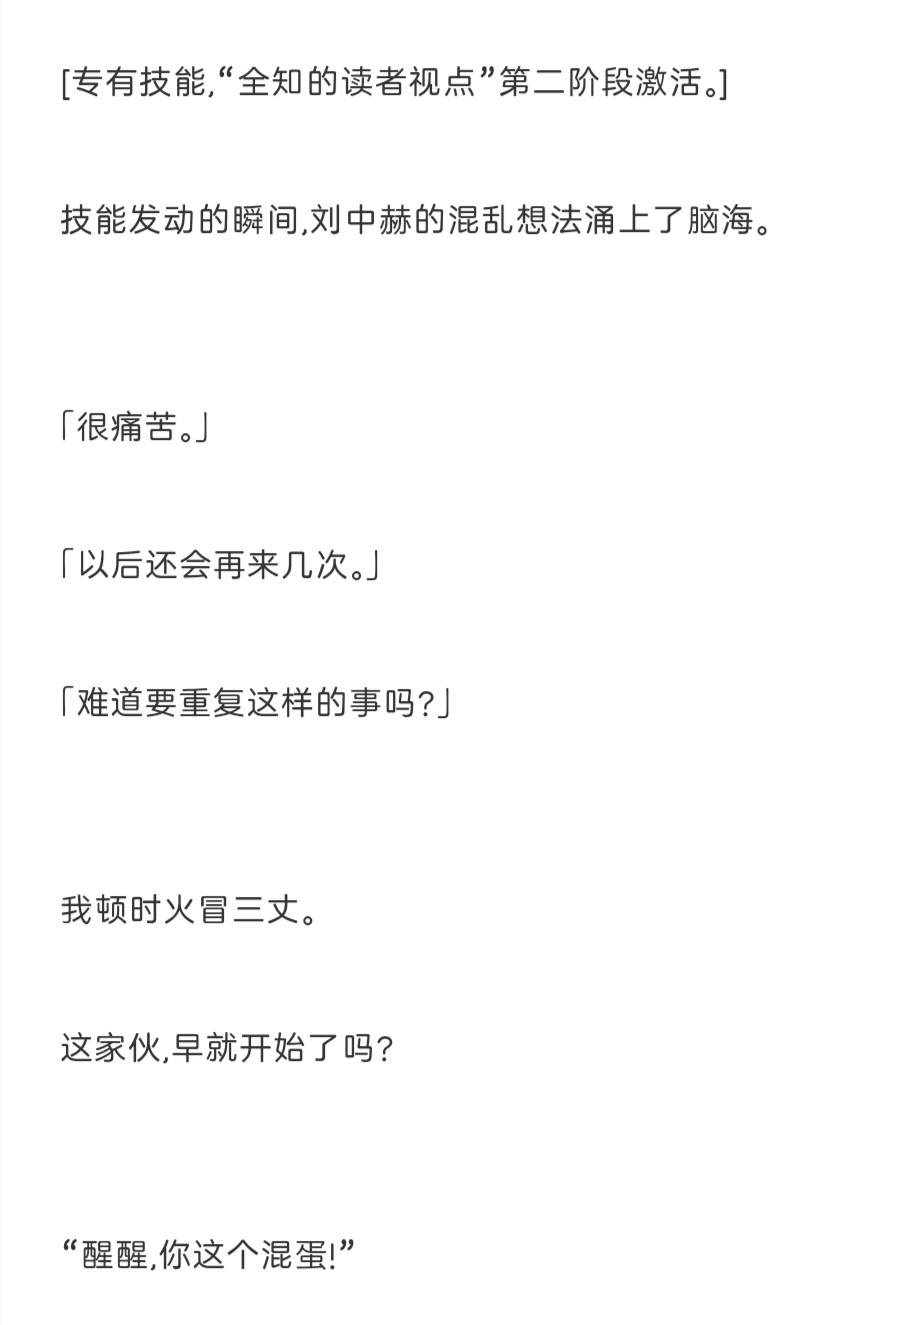 [专有技能,“全知的读者视点”第二阶段激活。]
技能发动的瞬间,刘中赫的混乱想法涌上了脑海。
「很痛苦。」
「以后还会再来几次。」
「难道要重复这样的事吗?」
我顿时火冒三丈。
这家伙,早就开始了吗?
“醒醒,你这个混蛋!”